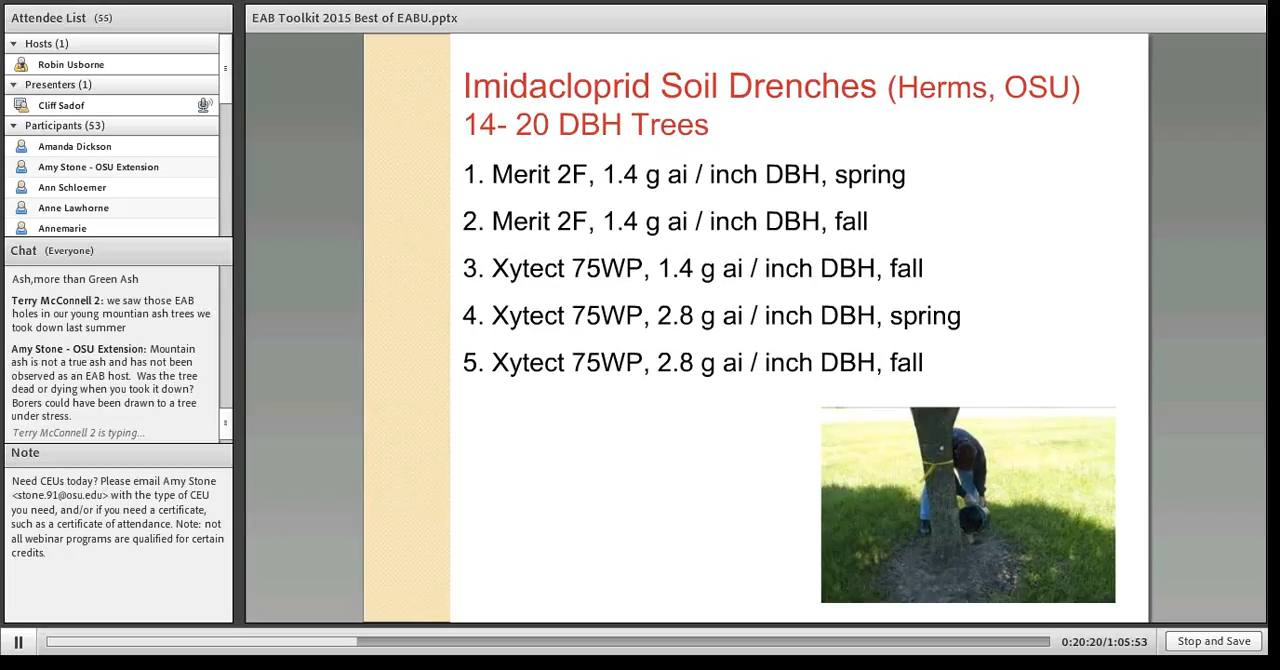 Attendee List (55)
Hosts (1)
Robin Usborne
Presenters (1)
Cliff Sadof
Participants (53)
Amanda Dickson
Amy Stone - OSU Extension
Ann Schloemer
Anne Lawhorne
Annemarie
Chat (Everyone)
Ash,more than Green Ash
Terry McConnell 2: we saw those EAB
holes in our young mountian ash trees we
took down last summer
Amy Stone - OSU Extension: Mountain
ash is not a true ash and has not been
observed as an EAB host. Was the tree
dead or dying when you took it down?
Borers could have been drawn to a tree
under stress.
Terry McConnell 2 is typing...
Note
Need CEUs today? Please email Amy Stone
<stone.91@osu.edu> with the type of CEU
you need, and/or if you need a certificate,
such as a certificate of attendance. Note: not
all webinar programs are qualified for certain
credits.
EAB Toolkit 2015 Best of EABU.pptx
Imidacloprid Soil Drenches (Herms, OSU)
14- 20 DBH Trees
1. Merit 2F, 1.4 g ai / inch DBH, spring
2. Merit 2F, 1.4 g ai / inch DBH, fall
3. Xytect 75WP, 1.4 g ai / inch DBH, fall
4. Xytect 75WP, 2.8 g ai / inch DBH, spring
5. Xytect 75WP, 2.8 g ai / inch DBH, fall
0:20:20/1:05:53
Stop and Save